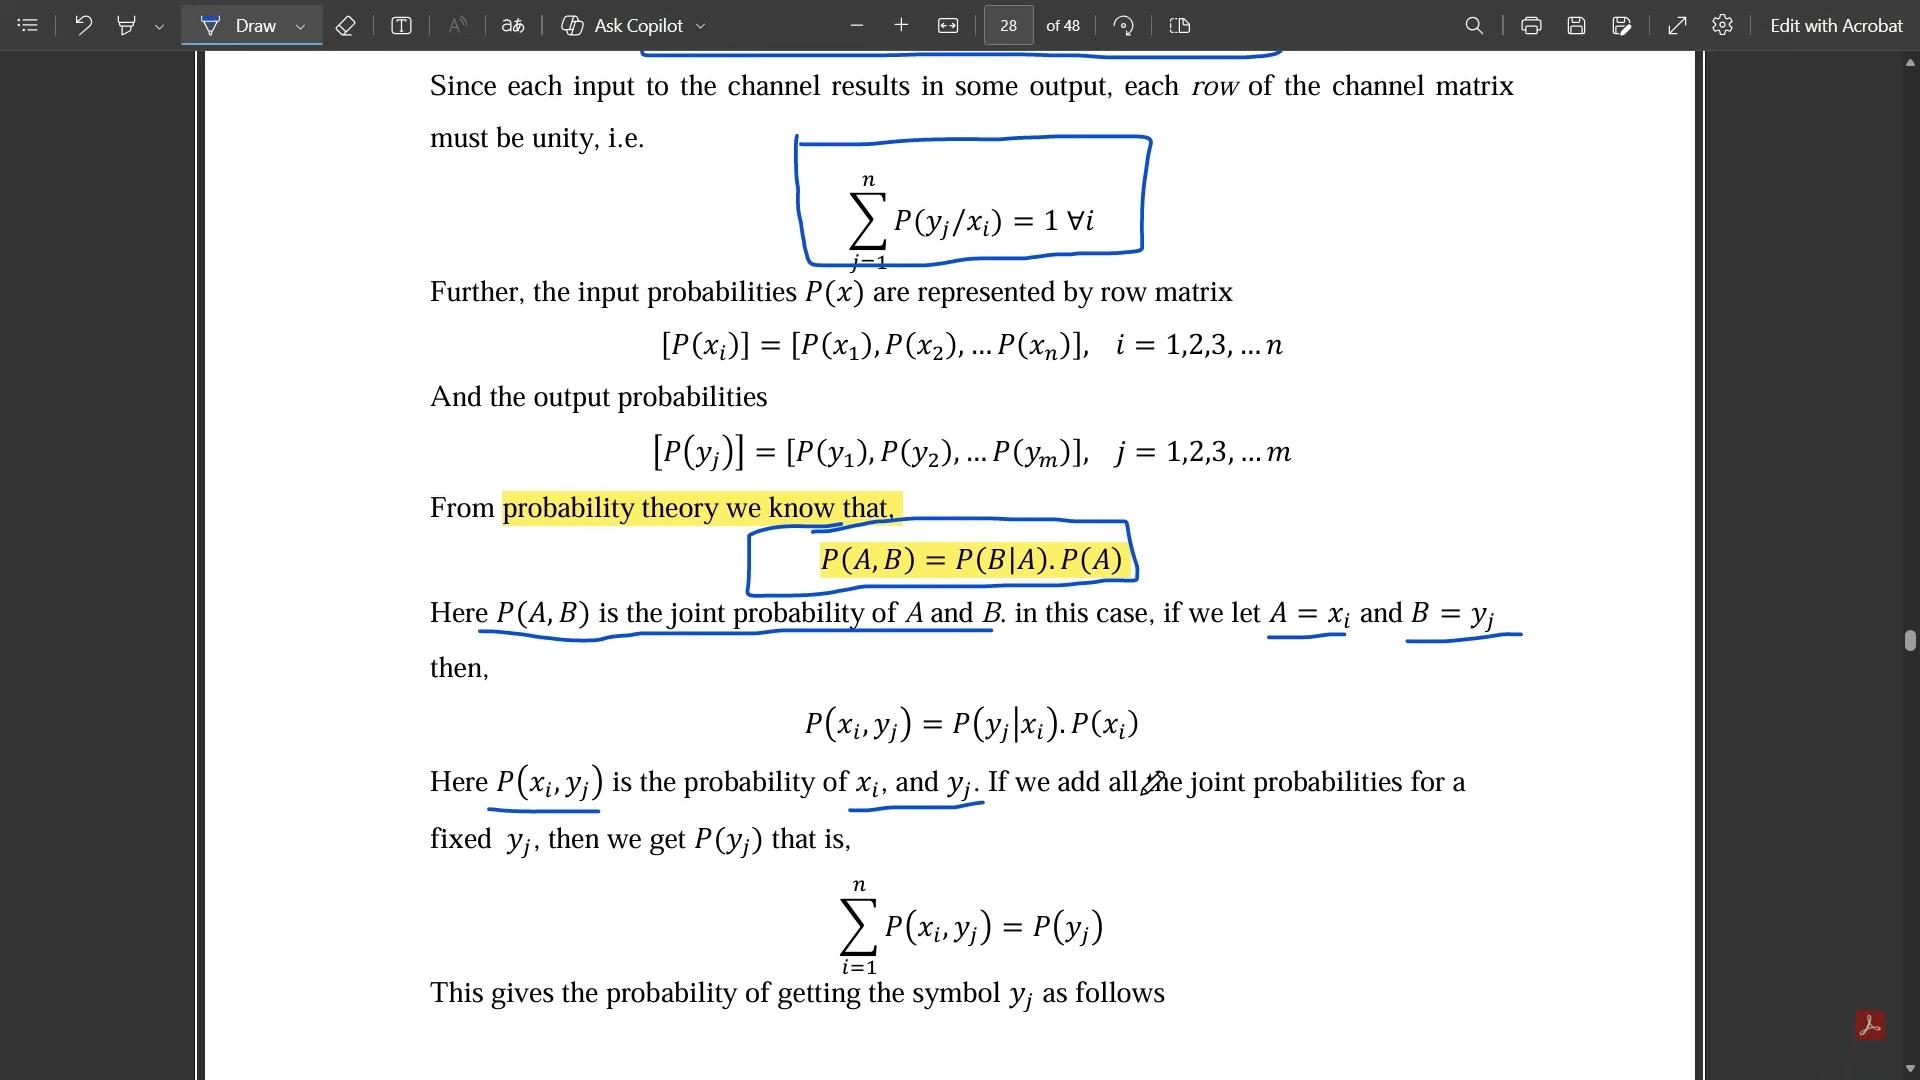 Draw
aあ
Ask Copilot
28
of 48
Edit with Acrobat
Since each input to the channel results in some output, each row of the channel matrix
must be unity, i.e.
n
∑ P(yⱼ/xᵢ) = 1 ∀i
j=1
Further, the input probabilities P(x) are represented by row matrix
[P(xᵢ)] = [P(x₁), P(x₂), … P(xₙ)], i = 1,2,3, … n
And the output probabilities
[P(yⱼ)] = [P(y₁), P(y₂), … P(yₘ)], j = 1,2,3, … m
From probability theory we know that,
P(A, B) = P(B|A). P(A)
Here P(A, B) is the joint probability of A and B. in this case, if we let A = xᵢ and B = yⱼ
then,
P(xᵢ, yⱼ) = P(yⱼ|xᵢ). P(xᵢ)
Here P(xᵢ, yⱼ) is the probability of xᵢ, and yⱼ. If we add all the joint probabilities for a
fixed yⱼ, then we get P(yⱼ) that is,
n
∑ P(xᵢ, yⱼ) = P(yⱼ)
i=1
This gives the probability of getting the symbol yⱼ as follows